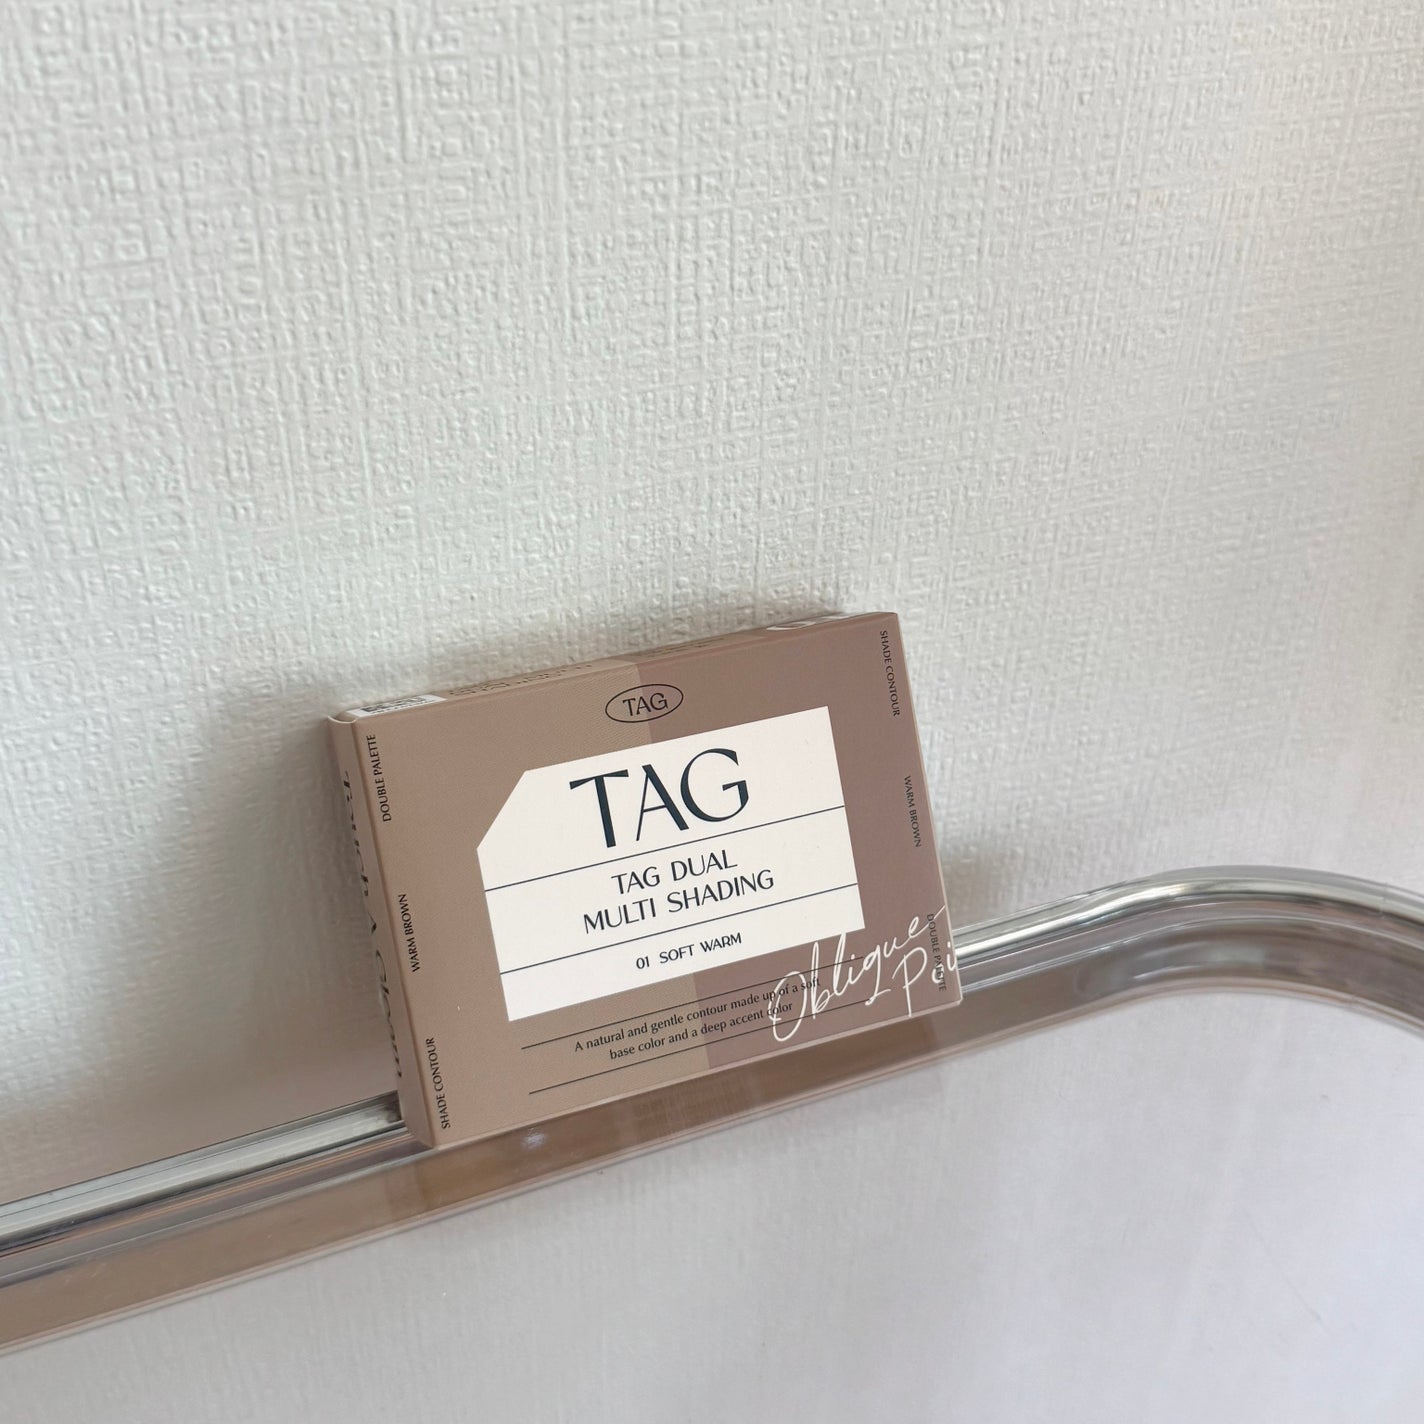 TAG
TAG
TAG DUAL
MULTI SHADING
01 SOFT WARM
A natural and gentle contour made up of a soft
base color and a deep accent color
Oblique
DOUBLE PALETTE
WARM BROWN
SHADE CONTOUR
SHADE CONTOUR
WARM BROWN
DOUBLE PALETTE